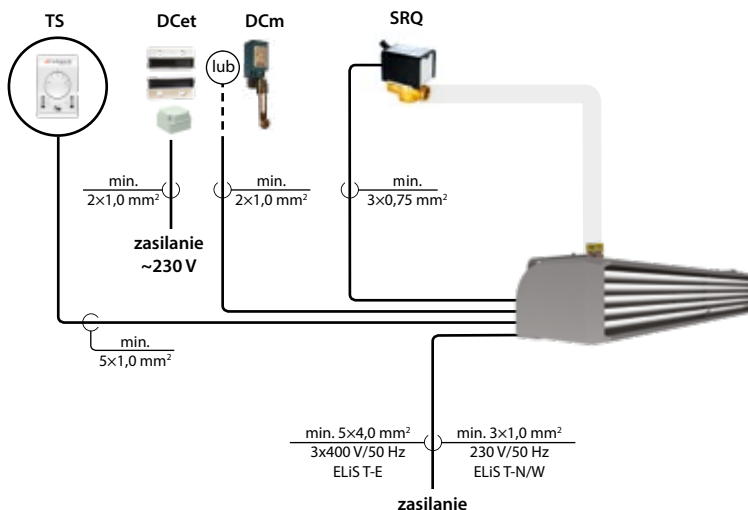 TS
DCet
DCm
SRQ
lub
min.
2×1,0 mm²
min.
2×1,0 mm²
min.
3×0,75 mm²
zasilanie
~230 V
min.
5×1,0 mm²
min. 5×4,0 mm²
3x400 V/50 Hz
ELiS T-E
min. 3×1,0 mm²
230 V/50 Hz
ELiS T-N/W
zasilanie